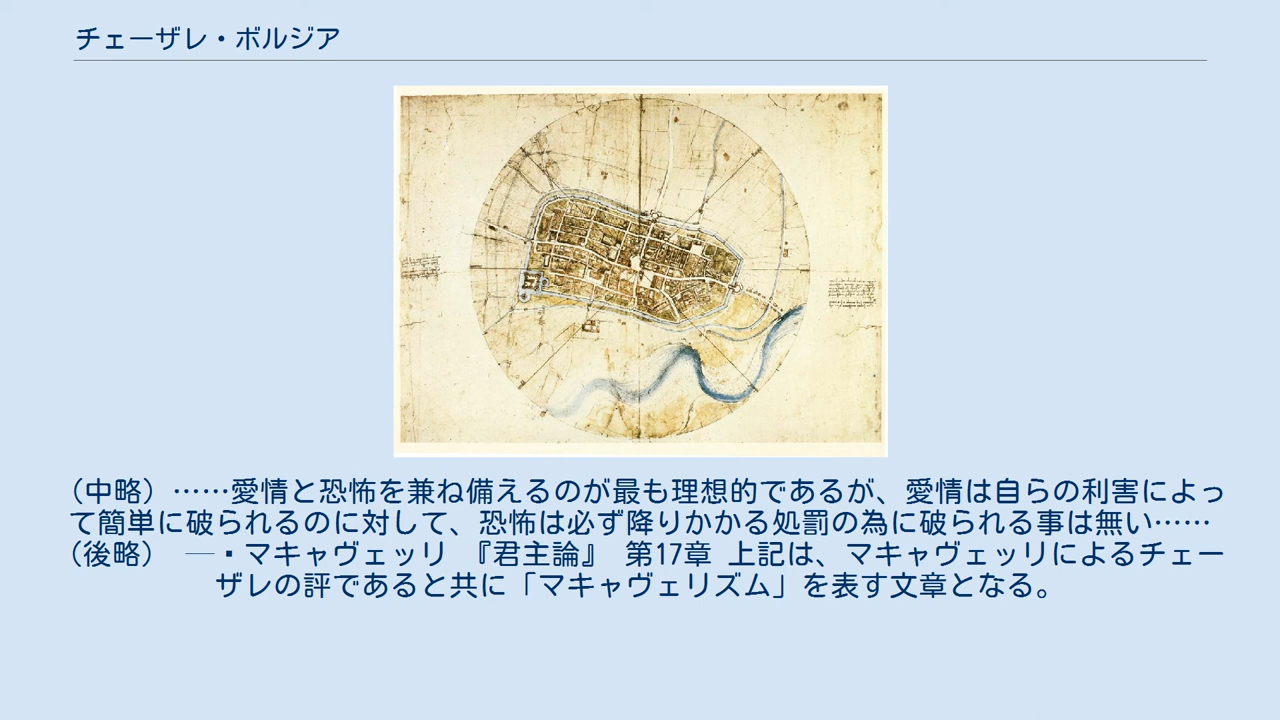 チェーザレ・ボルジア
（中略）……愛情と恐怖を兼ね備えるのが最も理想的であるが、愛情は自らの利害によっ
て簡単に破られるのに対して、恐怖は必ず降りかかる処罰の為に破られる事は無い……
（後略） ―・マキャヴェッリ 『君主論』 第17章 上記は、マキャヴェッリによるチェー
ザレの評であると共に「マキャヴェリズム」を表す文章となる。